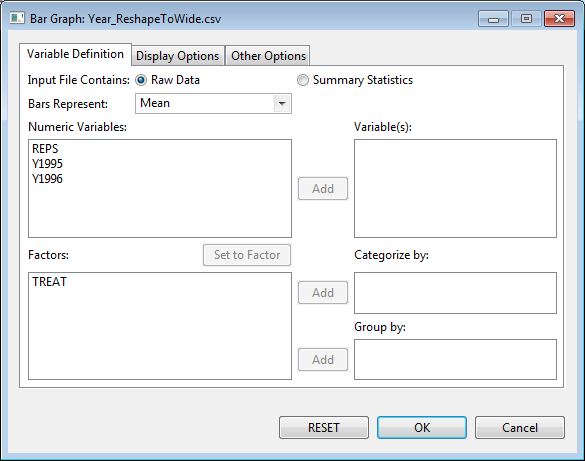 Bar Graph: Year_ReshapeToWide.csv
Variable Definition Display Options Other Options
Input File Contains: Raw Data Summary Statistics
Bars Represent: Mean
Numeric Variables: Variable(s):
REPS
Y1995
Y1996
Add
Factors: Set to Factor Categorize by:
TREAT
Add
Group by:
Add
RESET OK Cancel